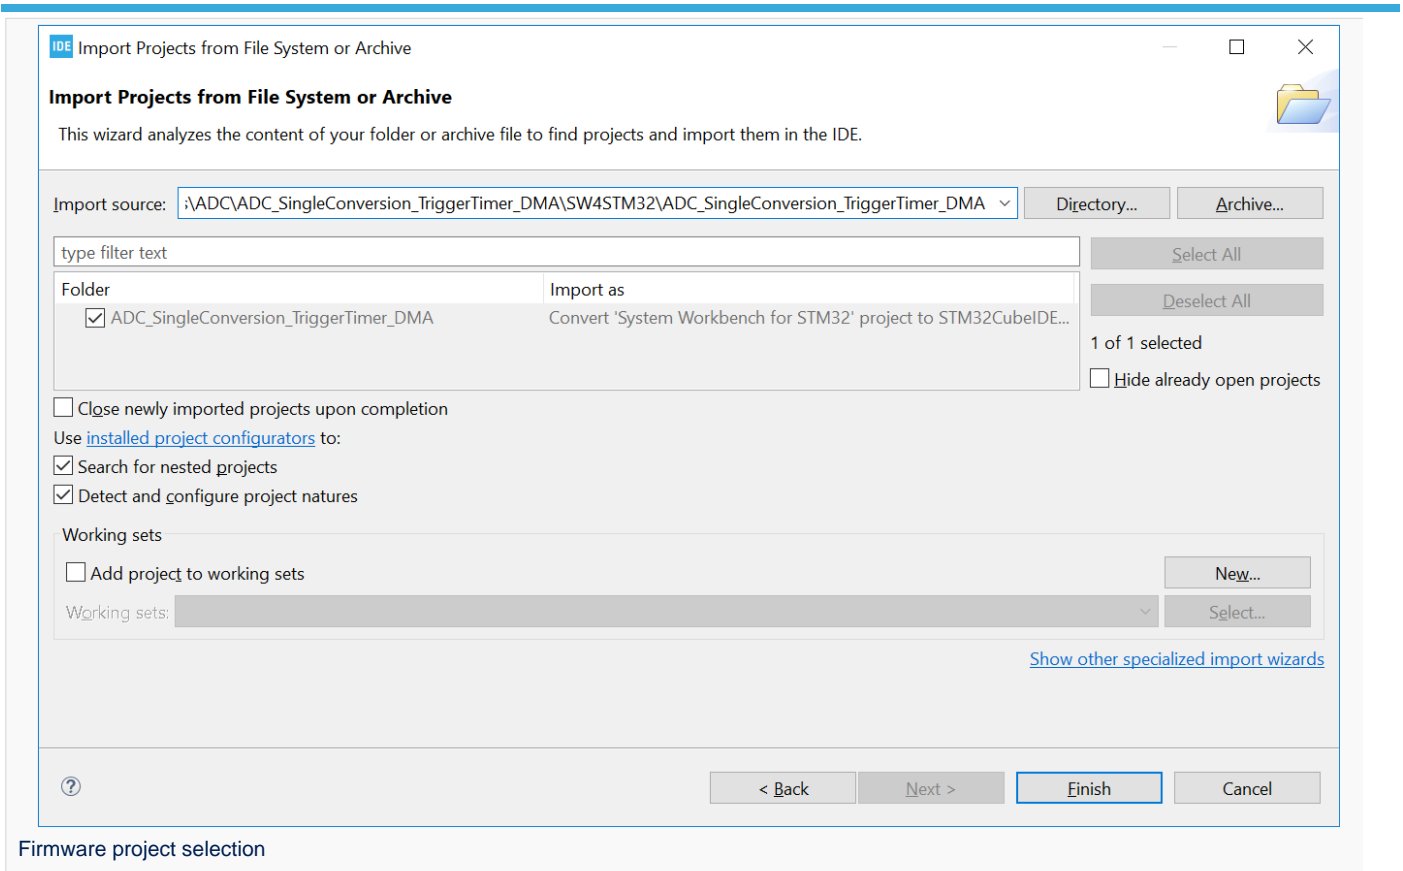 IDE Import Projects from File System or Archive
Import Projects from File System or Archive
This wizard analyzes the content of your folder or archive file to find projects and import them in the IDE.
Import source: ;\ADC\ADC_SingleConversion_TriggerTimer_DMA\SW4STM32\ADC_SingleConversion_TriggerTimer_DMA Directory... Archive...
type filter text Select All
Folder Import as
Deselect All
ADC_SingleConversion_TriggerTimer_DMA Convert 'System Workbench for STM32' project to STM32CubeIDE...
1 of 1 selected
Hide already open projects
Close newly imported projects upon completion
Use installed project configurators to:
Search for nested projects
Detect and configure project natures
Working sets
Add project to working sets New...
Working sets: Select...
Show other specialized import wizards
? < Back Next > Finish Cancel
Firmware project selection